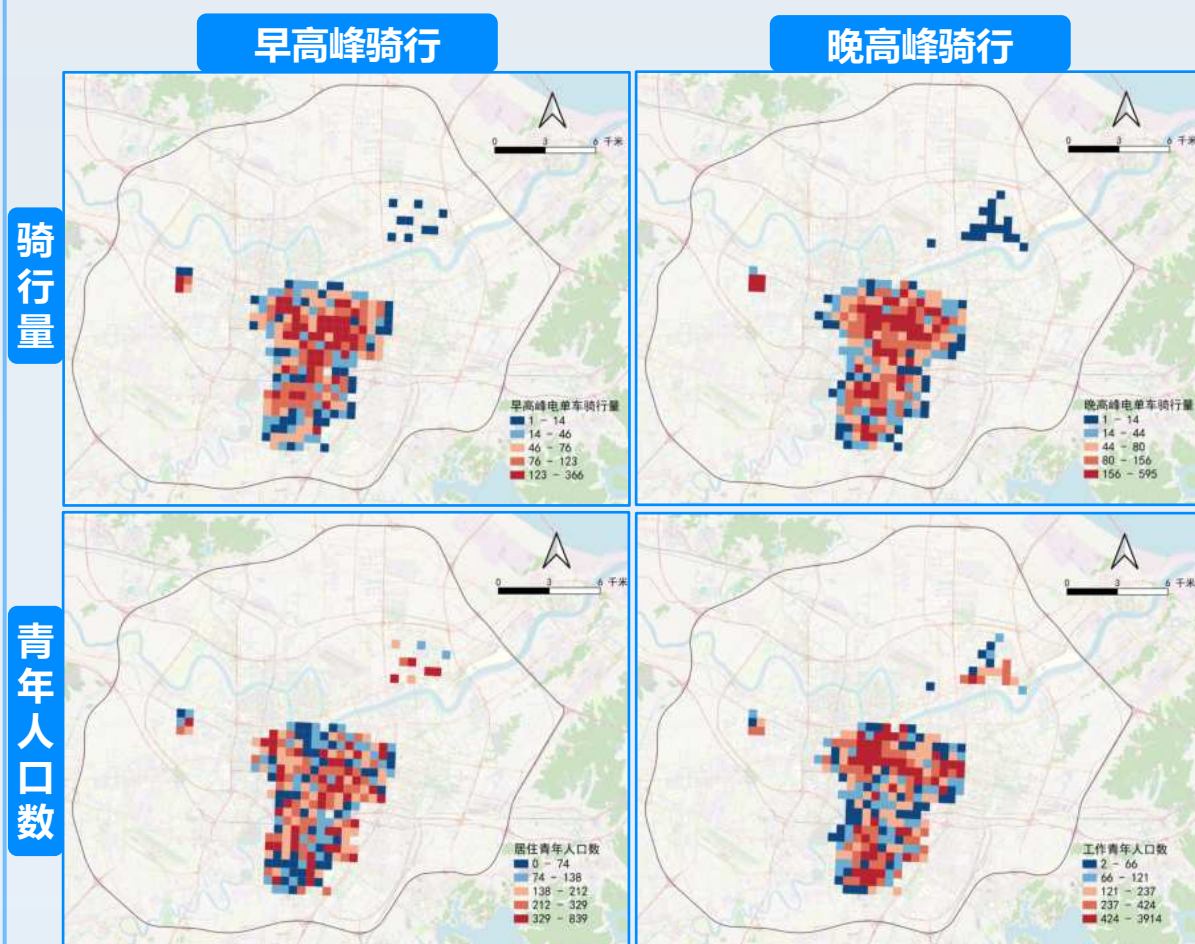 早高峰骑行
晚高峰骑行
骑行量
0 3 6 千米
早高峰电单车骑行量
1 - 14
14 - 46
46 - 76
76 - 123
123 - 366
0 3 6 千米
晚高峰电单车骑行量
1 - 14
14 - 44
44 - 80
80 - 156
156 - 595
青年人口数
0 3 6 千米
居住青年人口数
0 - 74
74 - 138
138 - 212
212 - 329
329 - 839
0 3 6 千米
工作青年人口数
2 - 66
66 - 121
121 - 237
237 - 424
424 - 3914